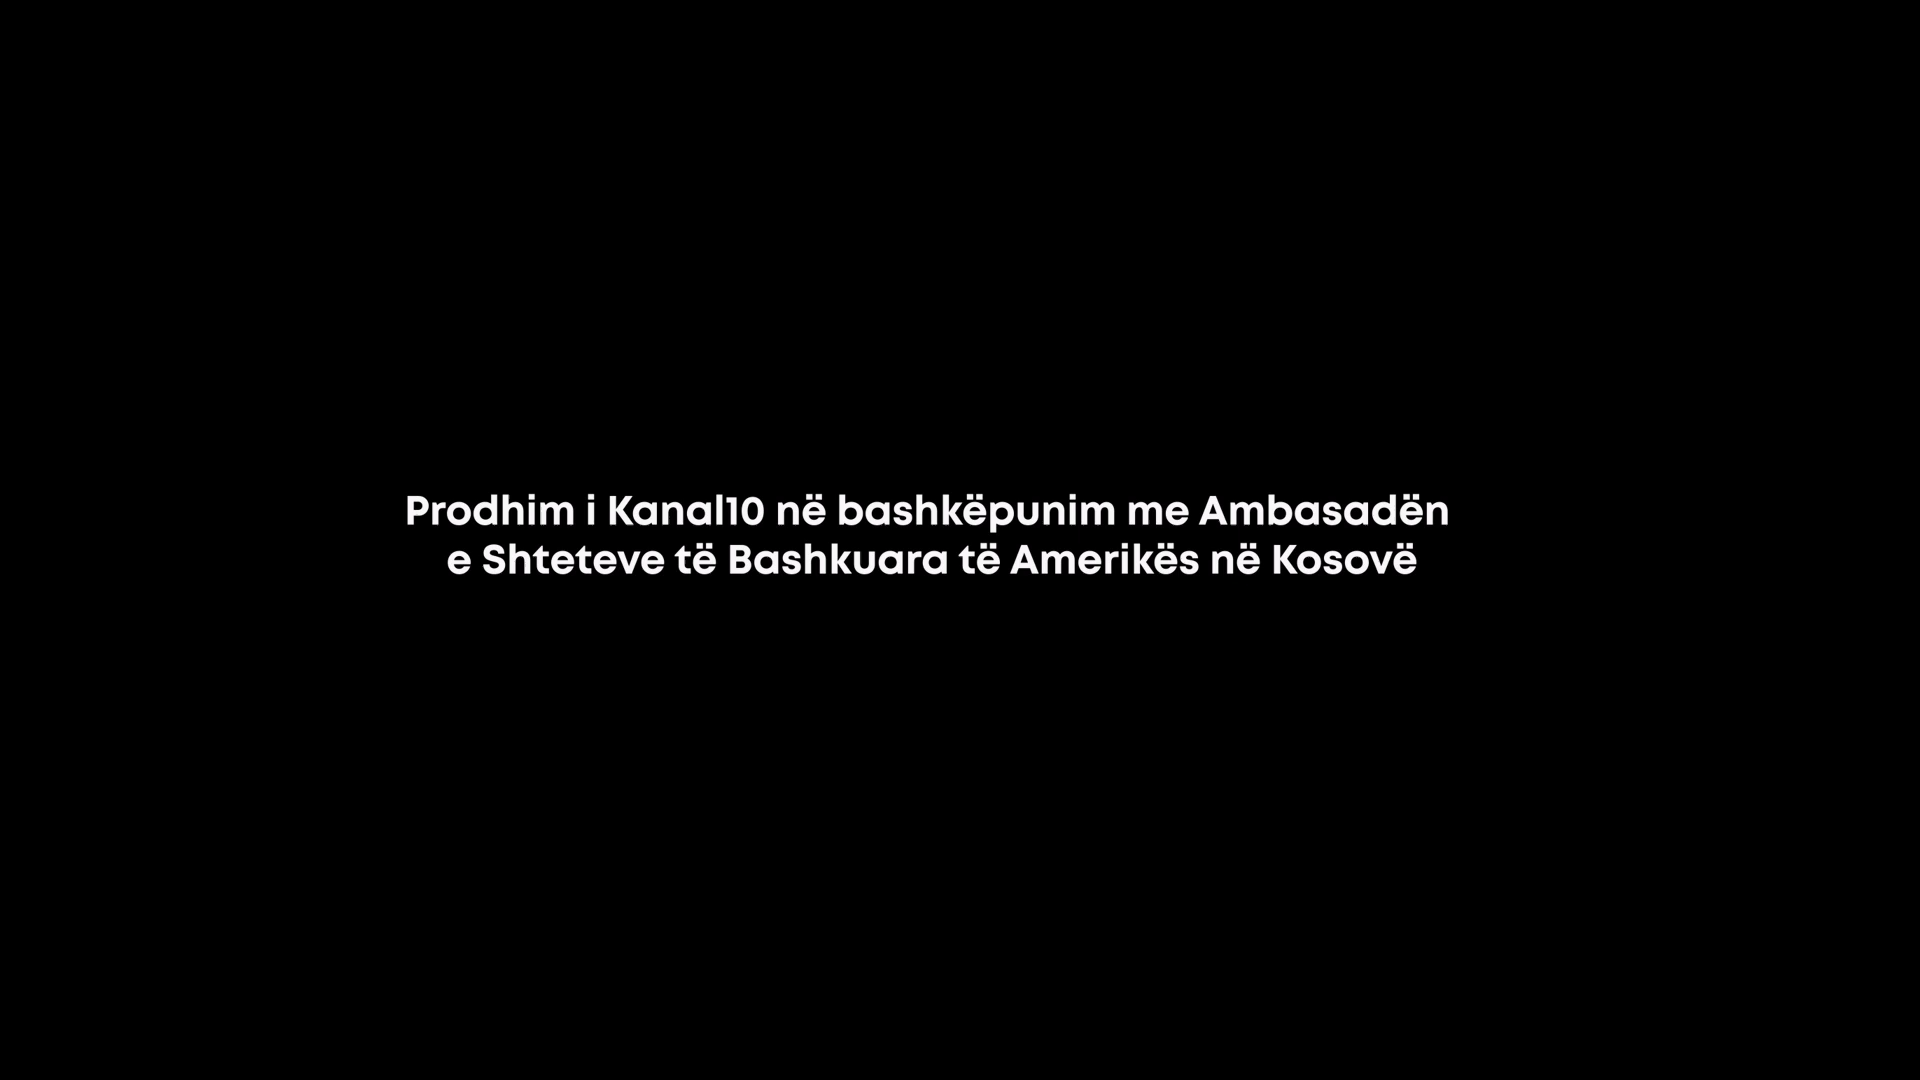 Prodhim i Kanal10 në bashkëpunim me Ambasadën
e Shteteve të Bashkuara të Amerikës në Kosovë